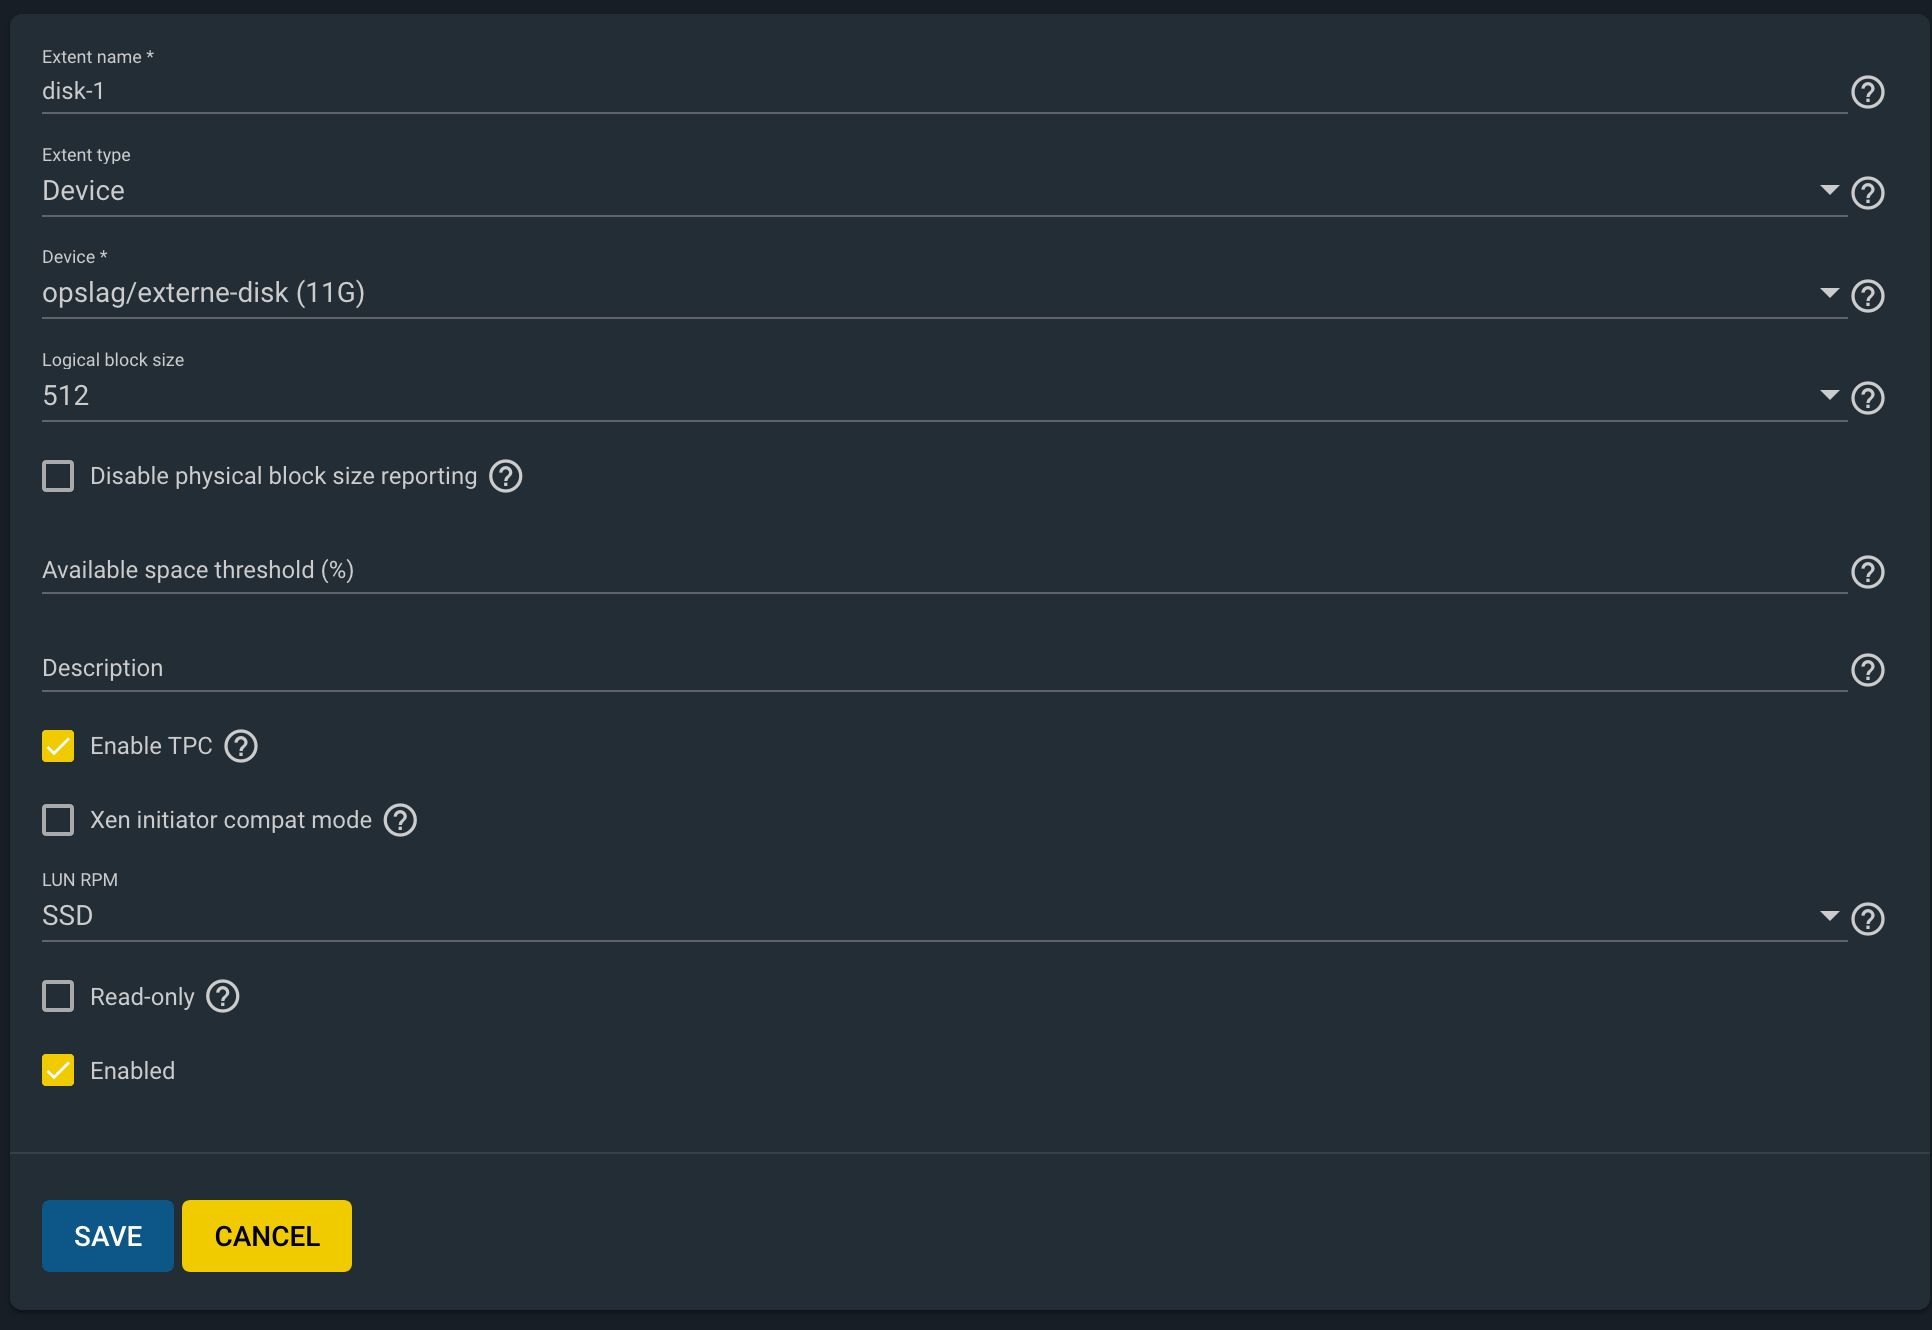 Extent name *
disk-1
Extent type
Device
Device *
opslag/externe-disk (11G)
Logical block size
512
Disable physical block size reporting
Available space threshold (%)
Description
Enable TPC
Xen initiator compat mode
LUN RPM
SSD
Read-only
Enabled
SAVE CANCEL